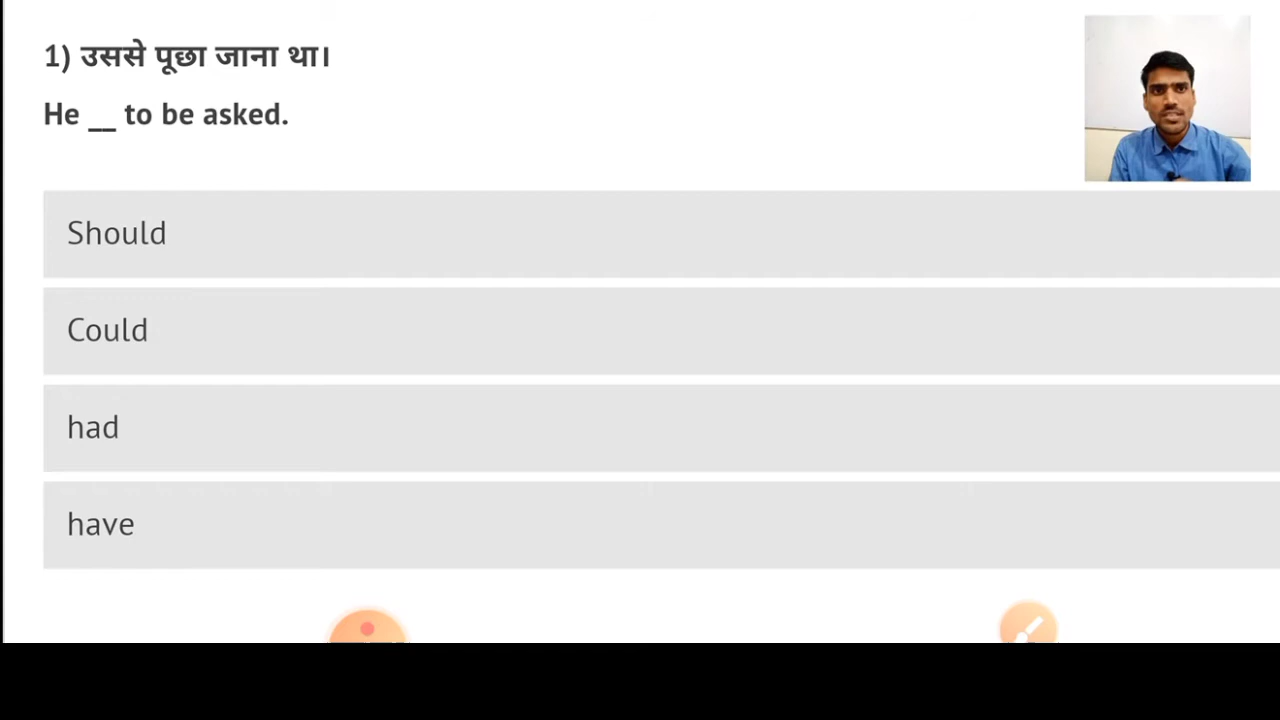 1) उससे पूछा जाना था।
He __ to be asked.
Should
Could
had
have